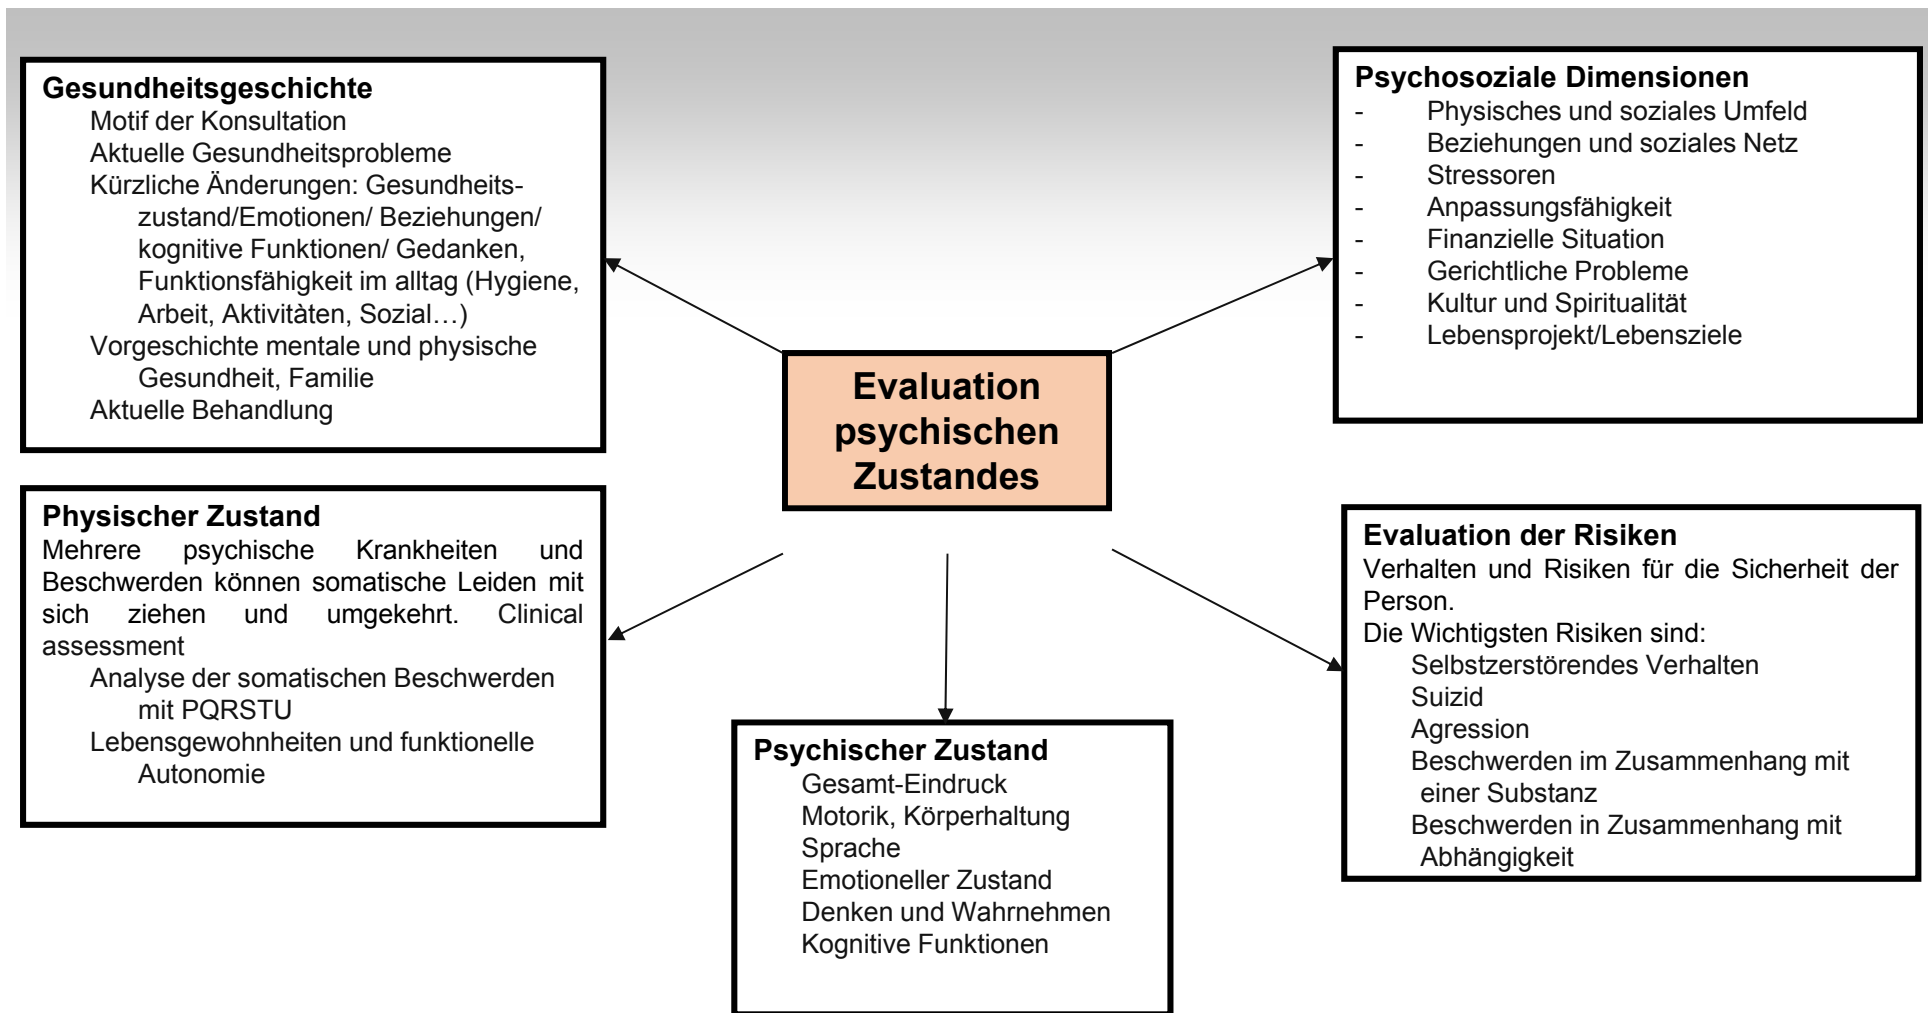 Gesundheitsgeschichte
Motif der Konsultation
Aktuelle Gesundheitsprobleme
Kürzliche Änderungen: Gesundheits-
zustand/Emotionen/ Beziehungen/
kognitive Funktionen/ Gedanken,
Funktionsfähigkeit im alltag (Hygiene,
Arbeit, Aktivitàten, Sozial…)
Vorgeschichte mentale und physische
Gesundheit, Familie
Aktuelle Behandlung
Psychosoziale Dimensionen
- Physisches und soziales Umfeld
- Beziehungen und soziales Netz
- Stressoren
- Anpassungsfähigkeit
- Finanzielle Situation
- Gerichtliche Probleme
- Kultur und Spiritualität
- Lebensprojekt/Lebensziele
Evaluation
psychischen
Zustandes
Physischer Zustand
Mehrere psychische Krankheiten und
Beschwerden können somatische Leiden mit
sich ziehen und umgekehrt. Clinical
assessment
Analyse der somatischen Beschwerden
mit PQRSTU
Lebensgewohnheiten und funktionelle
Autonomie
Psychischer Zustand
Gesamt-Eindruck
Motorik, Körperhaltung
Sprache
Emotioneller Zustand
Denken und Wahrnehmen
Kognitive Funktionen
Evaluation der Risiken
Verhalten und Risiken für die Sicherheit der
Person.
Die Wichtigsten Risiken sind:
Selbstzerstörendes Verhalten
Suizid
Agression
Beschwerden im Zusammenhang mit
einer Substanz
Beschwerden in Zusammenhang mit
Abhängigkeit